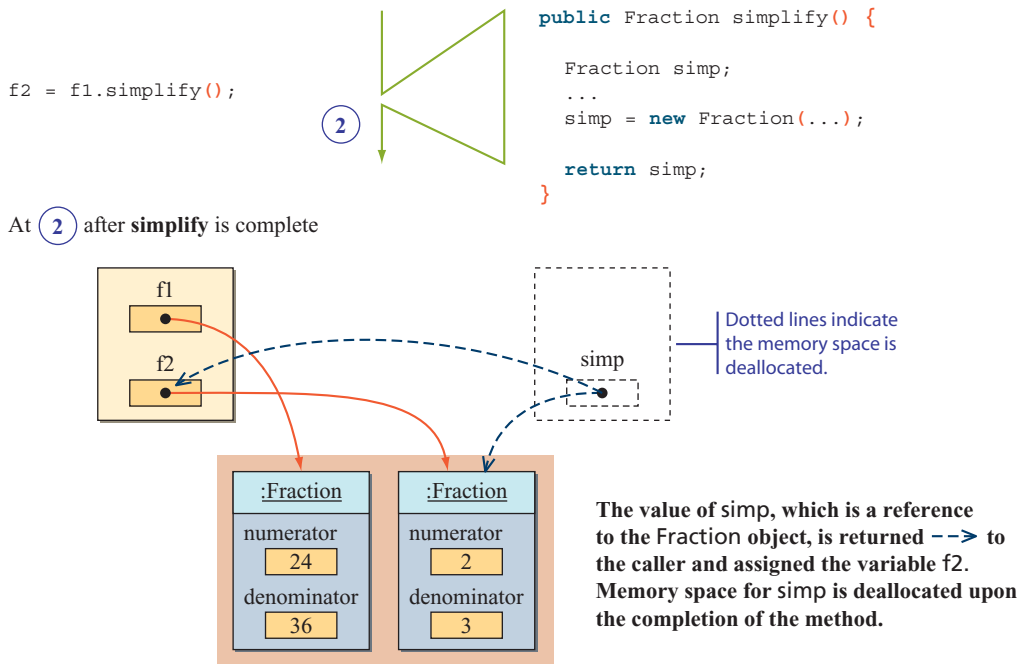 public Fraction simplify() {
Fraction simp;
f2 = f1.simplify();
...
simp = new Fraction(...);
2
return simp;
}
At 2 after simplify is complete
f1
f2
simp
Dotted lines indicate
the memory space is
deallocated.
:Fraction
numerator
24
denominator
36
:Fraction
numerator
2
denominator
3
The value of simp, which is a reference
to the Fraction object, is returned to
the caller and assigned the variable f2.
Memory space for simp is deallocated upon
the completion of the method.